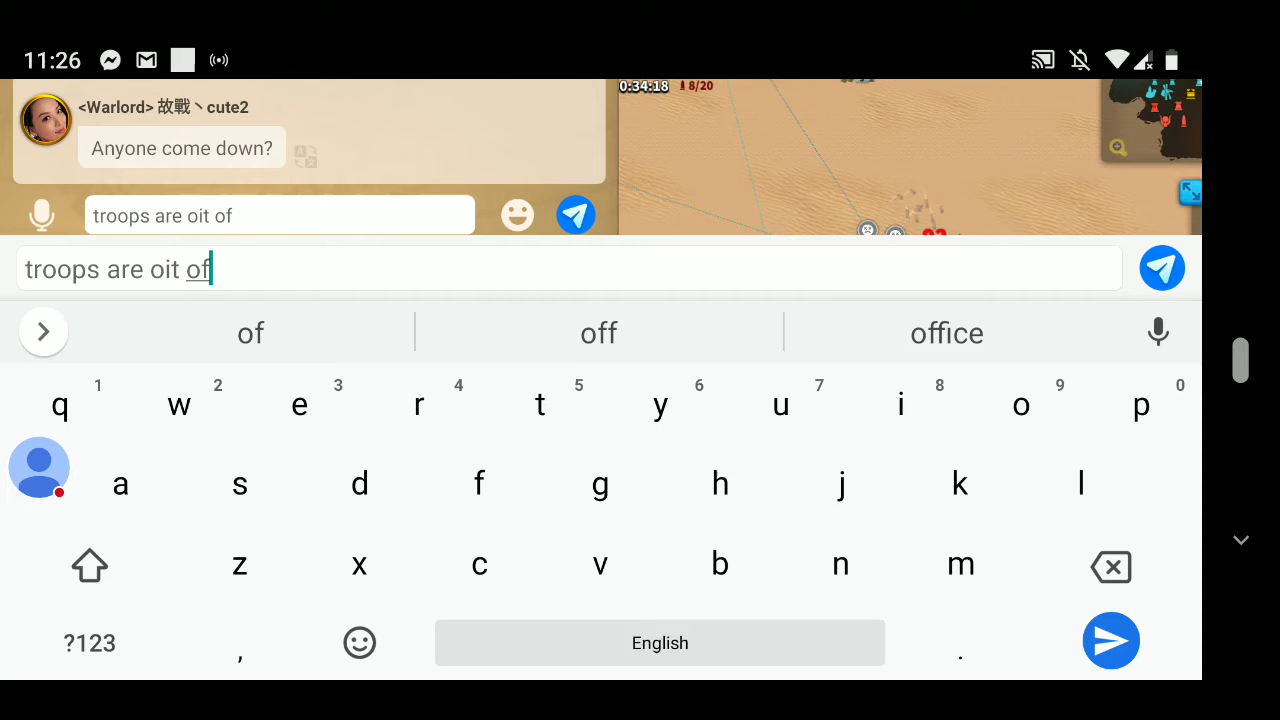 11:26
<Warlord> 故戰丶cute2
Anyone come down?
0:34:18 8/20
troops are oit of
troops are oit of
of off office
1 2 3 4 5 6 7 8 9 0
q w e r t y u i o p
a s d f g h j k l
z x c v b n m
?123 , English .